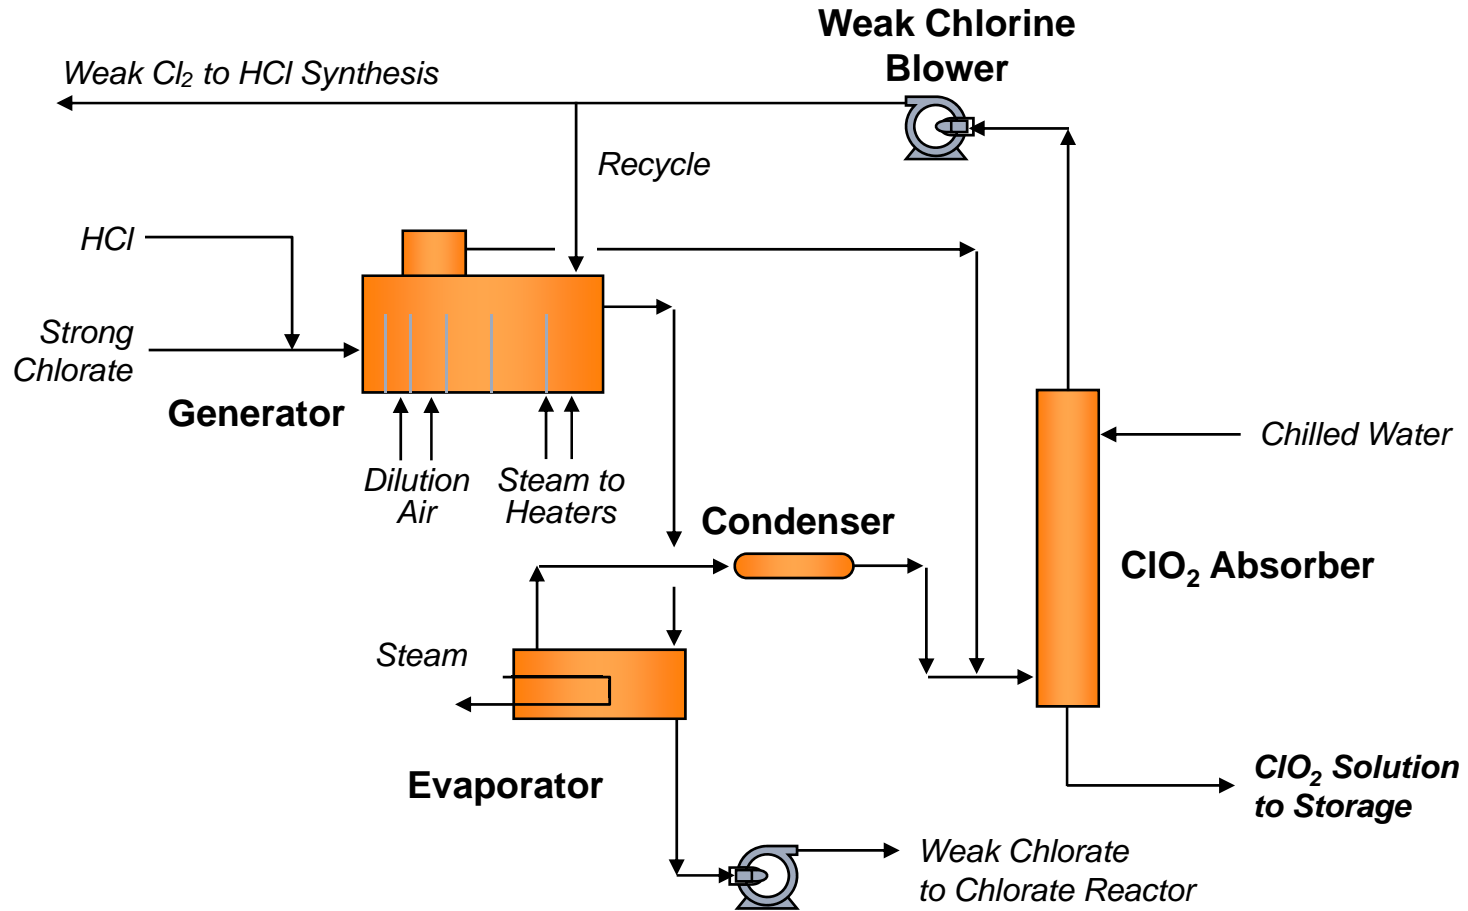 Weak Chlorine
Blower
Weak Cl₂ to HCl Synthesis
Recycle
HCl
Strong
Chlorate
Generator
Dilution
Air
Steam to
Heaters
Chilled Water
Condenser
ClO₂ Absorber
Steam
Evaporator
ClO₂ Solution
to Storage
Weak Chlorate
to Chlorate Reactor